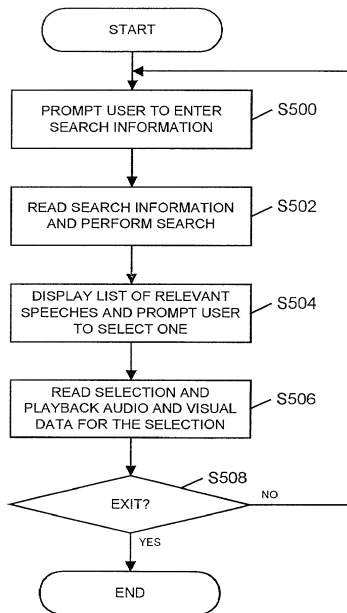 START
PROMPT USER TO ENTER
SEARCH INFORMATION
S500
READ SEARCH INFORMATION
AND PERFORM SEARCH
S502
DISPLAY LIST OF RELEVANT
SPEECHES AND PROMPT USER
TO SELECT ONE
S504
READ SELECTION AND
PLAYBACK AUDIO AND VISUAL
DATA FOR THE SELECTION
S506
S508
EXIT?
NO
YES
END